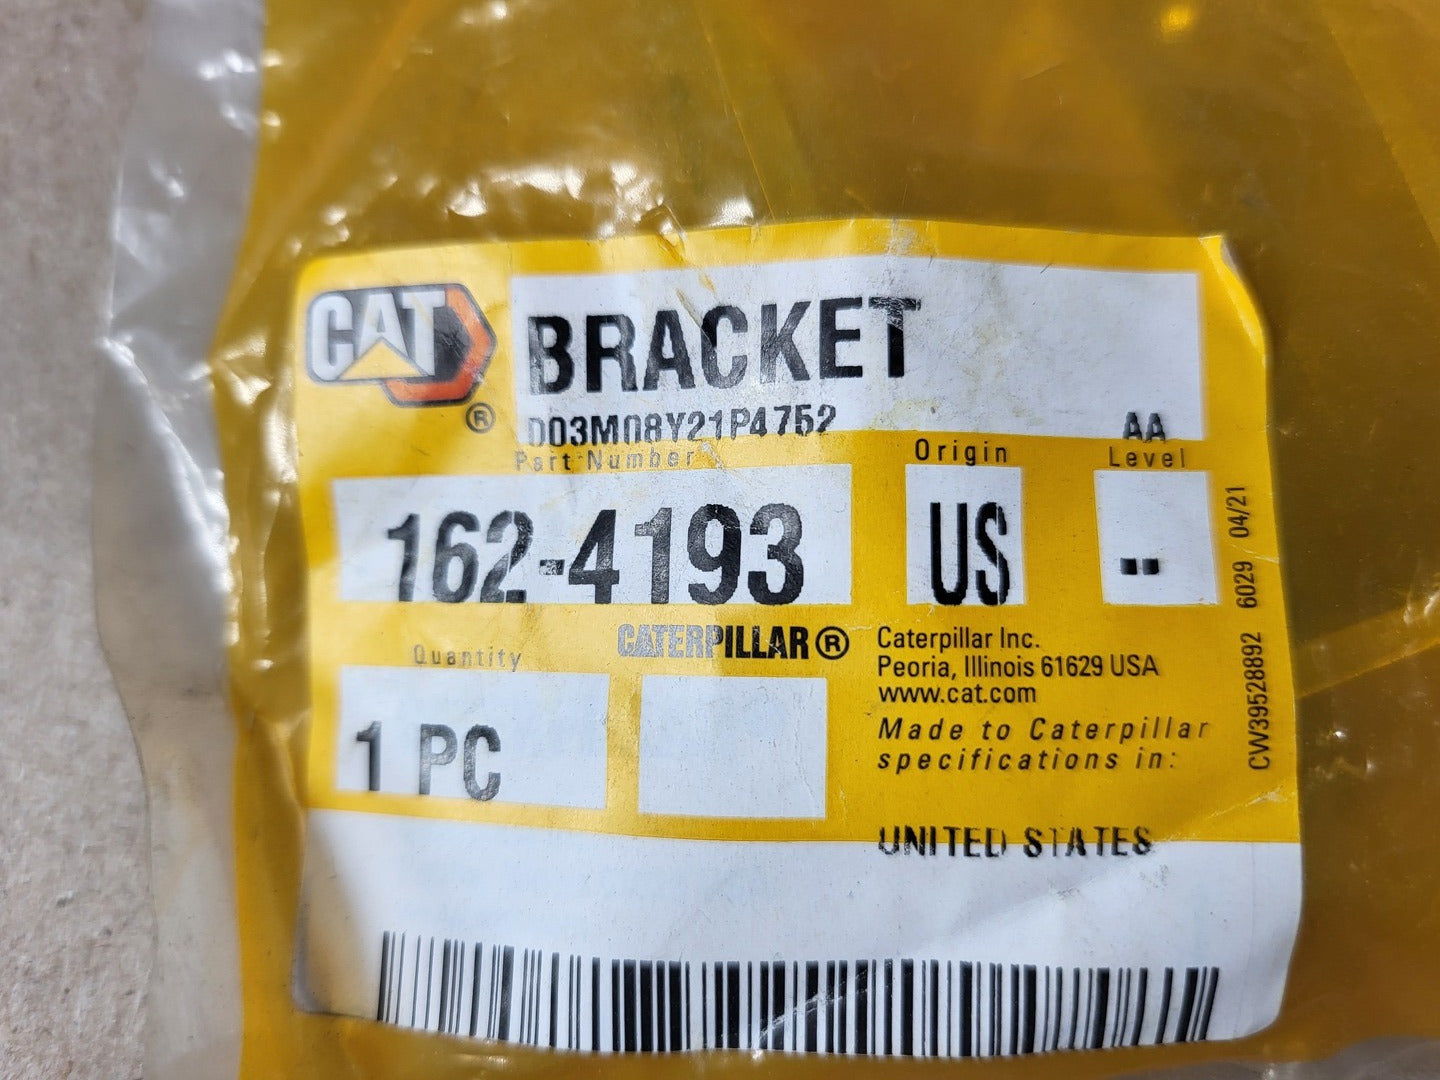 CAT ®
BRACKET
D03M08Y21P4752
AA
Part Number
Origin
Level
162-4193
US
--
Quantity
1 PC
CATERPILLAR®
Caterpillar Inc.
Peoria, Illinois 61629 USA
www.cat.com
Made to Caterpillar
specifications in:
UNITED STATES
CW39528892 6029 04/21